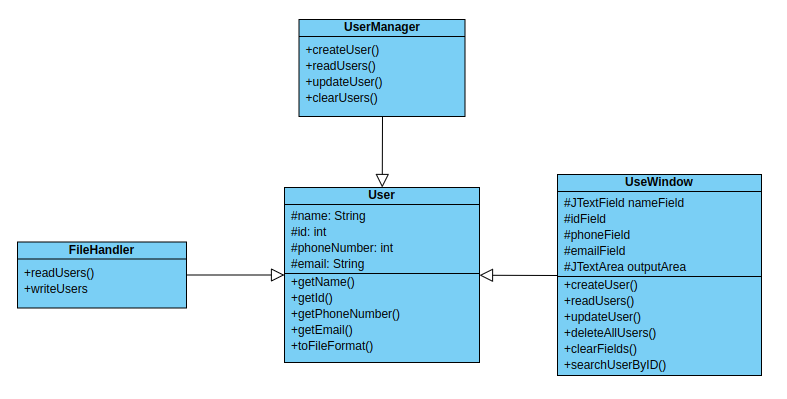 UserManager
+createUser()
+readUsers()
+updateUser()
+clearUsers()
User
#name: String
#id: int
#phoneNumber: int
#email: String
+getName()
+getId()
+getPhoneNumber()
+getEmail()
+toFileFormat()
FileHandler
+readUsers()
+writeUsers
UseWindow
#JTextField nameField
#idField
#phoneField
#emailField
#JTextArea outputArea
+createUser()
+readUsers()
+updateUser()
+deleteAllUsers()
+clearFields()
+searchUserByID()